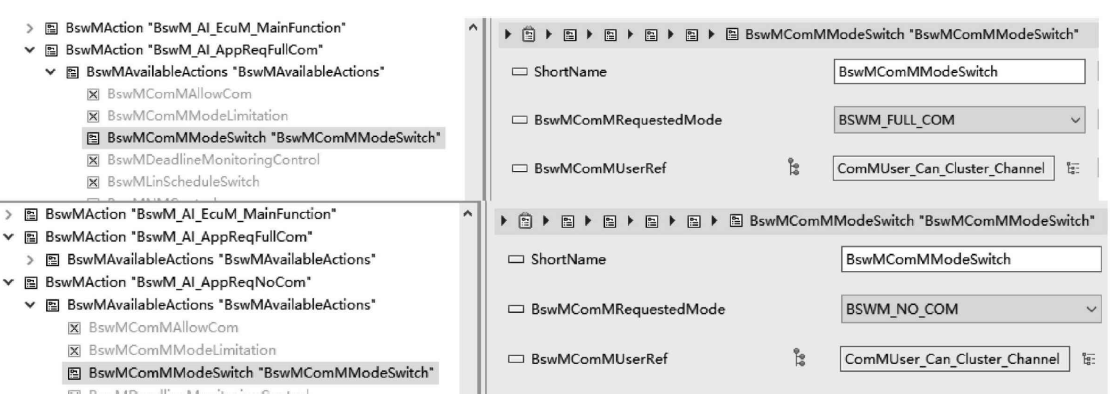 BswMAction "BswM_AI_EcuM_MainFunction"
BswMAction "BswM_AI_AppReqFullCom"
BswMAvailableActions "BswMAvailableActions"
BswMComMAllowCom
BswMComMModeLimitation
BswMComMModeSwitch "BswMComMModeSwitch"
BswMDeadlineMonitoringControl
BswMLinScheduleSwitch
BswMComMModeSwitch "BswMComMModeSwitch"
ShortName BswMComMModeSwitch
BswMComMRequestedMode BSWM_FULL_COM
BswMComMUserRef ComMUser_Can_Cluster_Channel
BswMAction "BswM_AI_EcuM_MainFunction"
BswMAction "BswM_AI_AppReqFullCom"
BswMAvailableActions "BswMAvailableActions"
BswMAction "BswM_AI_AppReqNoCom"
BswMAvailableActions "BswMAvailableActions"
BswMComMAllowCom
BswMComMModeLimitation
BswMComMModeSwitch "BswMComMModeSwitch"
BswMComMModeSwitch "BswMComMModeSwitch"
ShortName BswMComMModeSwitch
BswMComMRequestedMode BSWM_NO_COM
BswMComMUserRef ComMUser_Can_Cluster_Channel